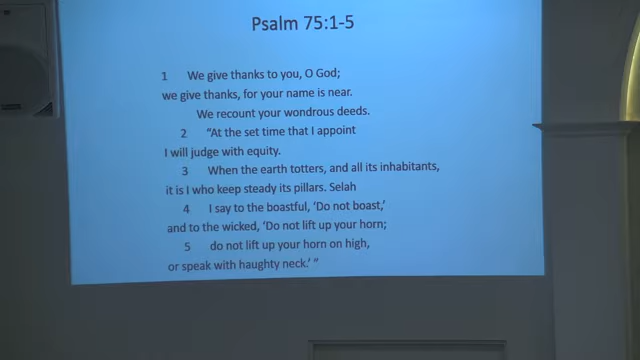 Psalm 75:1-5
1 We give thanks to you, O God;
we give thanks, for your name is near.
We recount your wondrous deeds.
2 “At the set time that I appoint
I will judge with equity.
3 When the earth totters, and all its inhabitants,
it is I who keep steady its pillars. Selah
4 I say to the boastful, ‘Do not boast,’
and to the wicked, ‘Do not lift up your horn;
5 do not lift up your horn on high,
or speak with haughty neck.’ ”